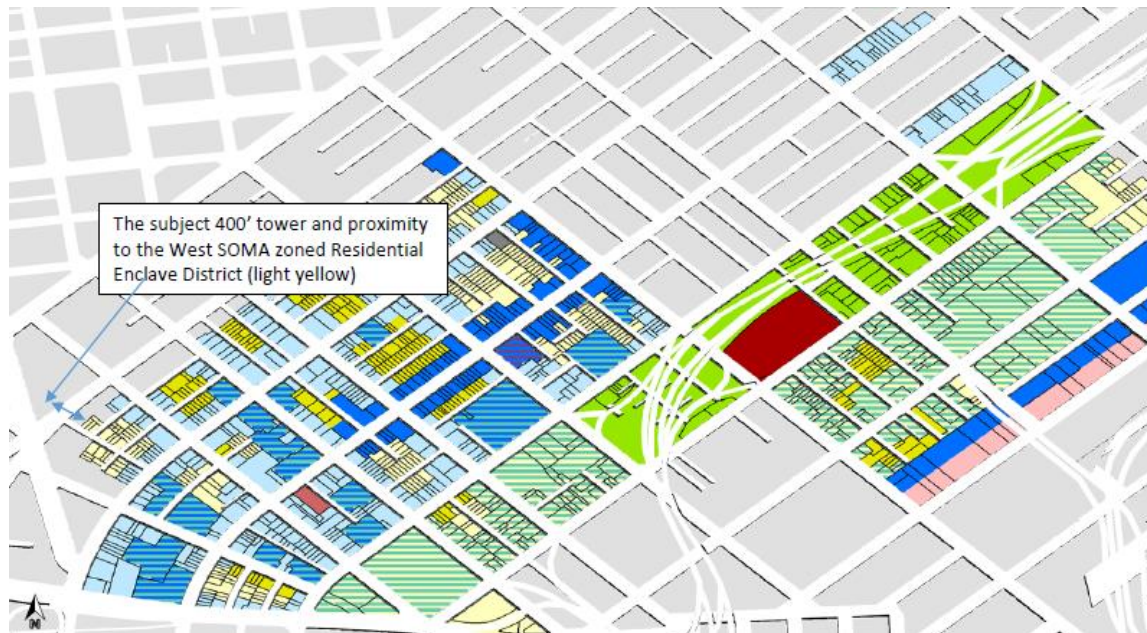 The subject 400’ tower and proximity
to the West SOMA zoned Residential
Enclave District (light yellow)
N